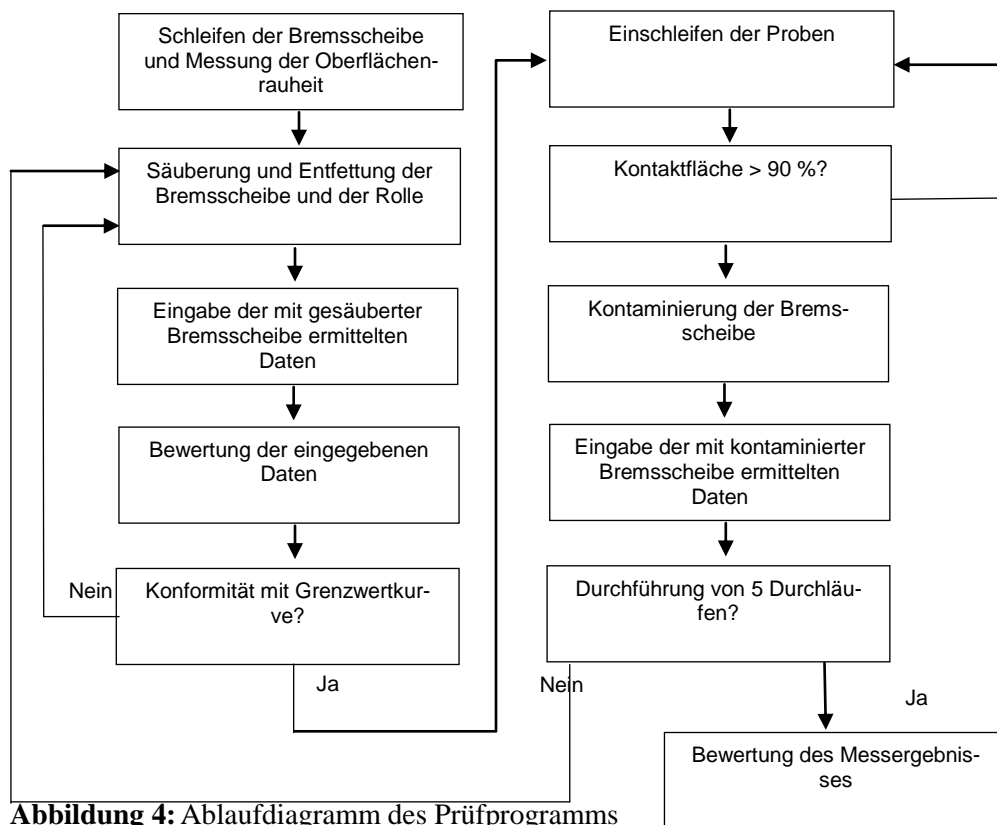 Schleifen der Bremsscheibe
und Messung der Oberflächen-
rauheit
Säuberung und Entfettung der
Bremsscheibe und der Rolle
Eingabe der mit gesäuberter
Bremsscheibe ermittelten
Daten
Bewertung der eingegebenen
Daten
Nein
Konformität mit Grenzwertkur-
ve?
Ja
Einschleifen der Proben
Kontaktfläche > 90 %?
Kontaminierung der Brems-
scheibe
Eingabe der mit kontaminierter
Bremsscheibe ermittelten
Daten
Durchführung von 5 Durchläu-
fen?
Nein
Ja
Bewertung des Messergebnis-
ses
Abbildung 4: Ablaufdiagramm des Prüfprogramms